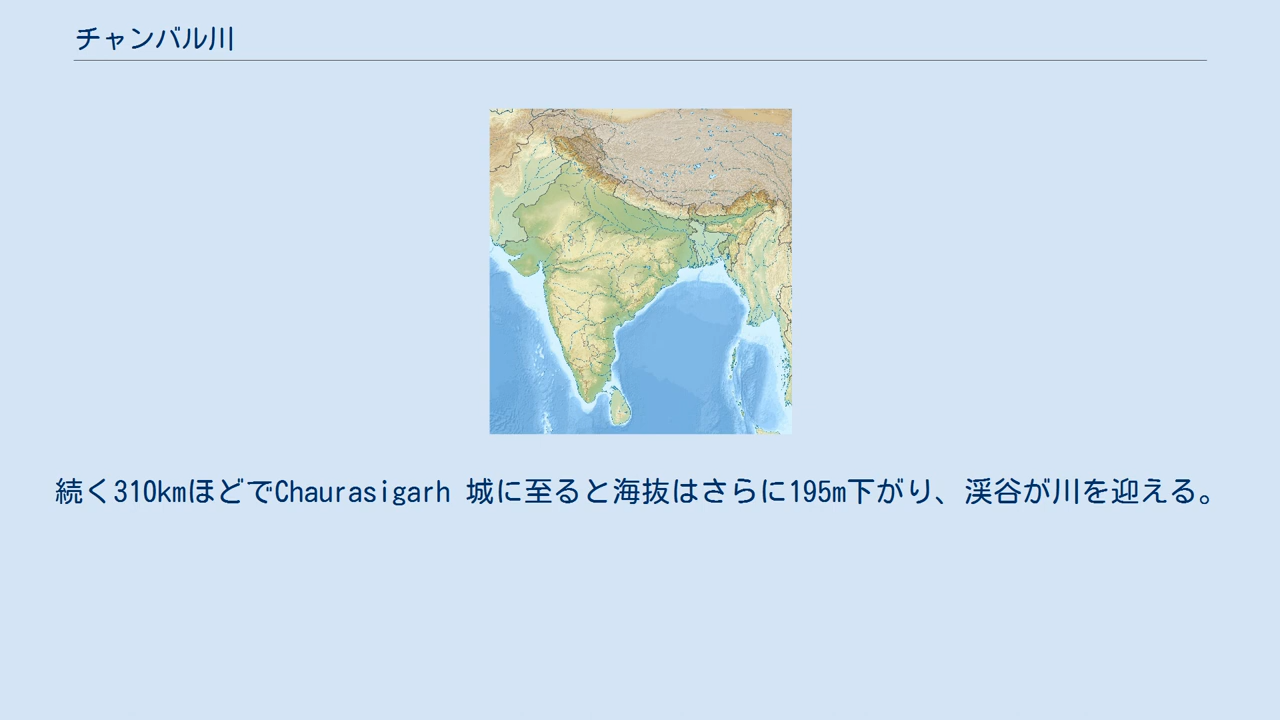 チャンバル川
続く310kmほどでChaurasigarh 城に至ると海抜はさらに195m下がり、渓谷が川を迎える。